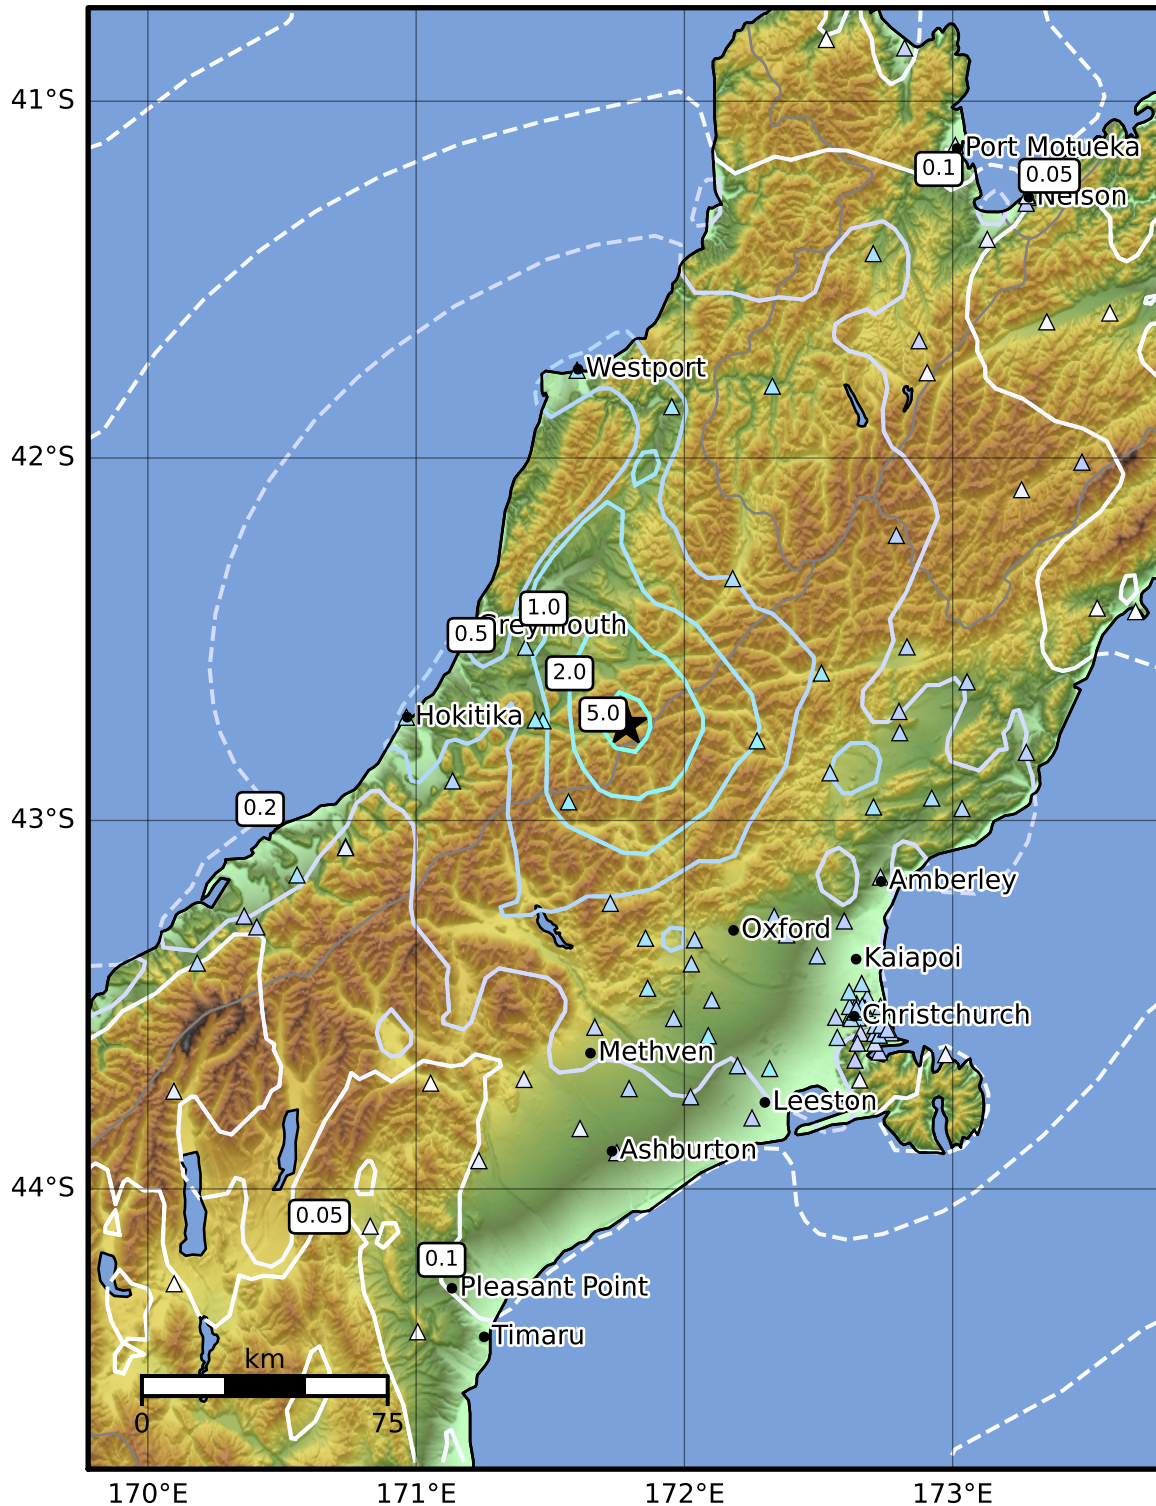 41°S
Port Motueka
0.1
0.05
Nelson
Westport
42°S
1.0
0.5
Greymouth
2.0
5.0
Hokitika
0.2
43°S
Amberley
Oxford
Kaiapoi
Christchurch
Methven
Leeston
Ashburton
44°S
0.05
0.1
Pleasant Point
Timaru
km
0 75
170°E 171°E 172°E 173°E